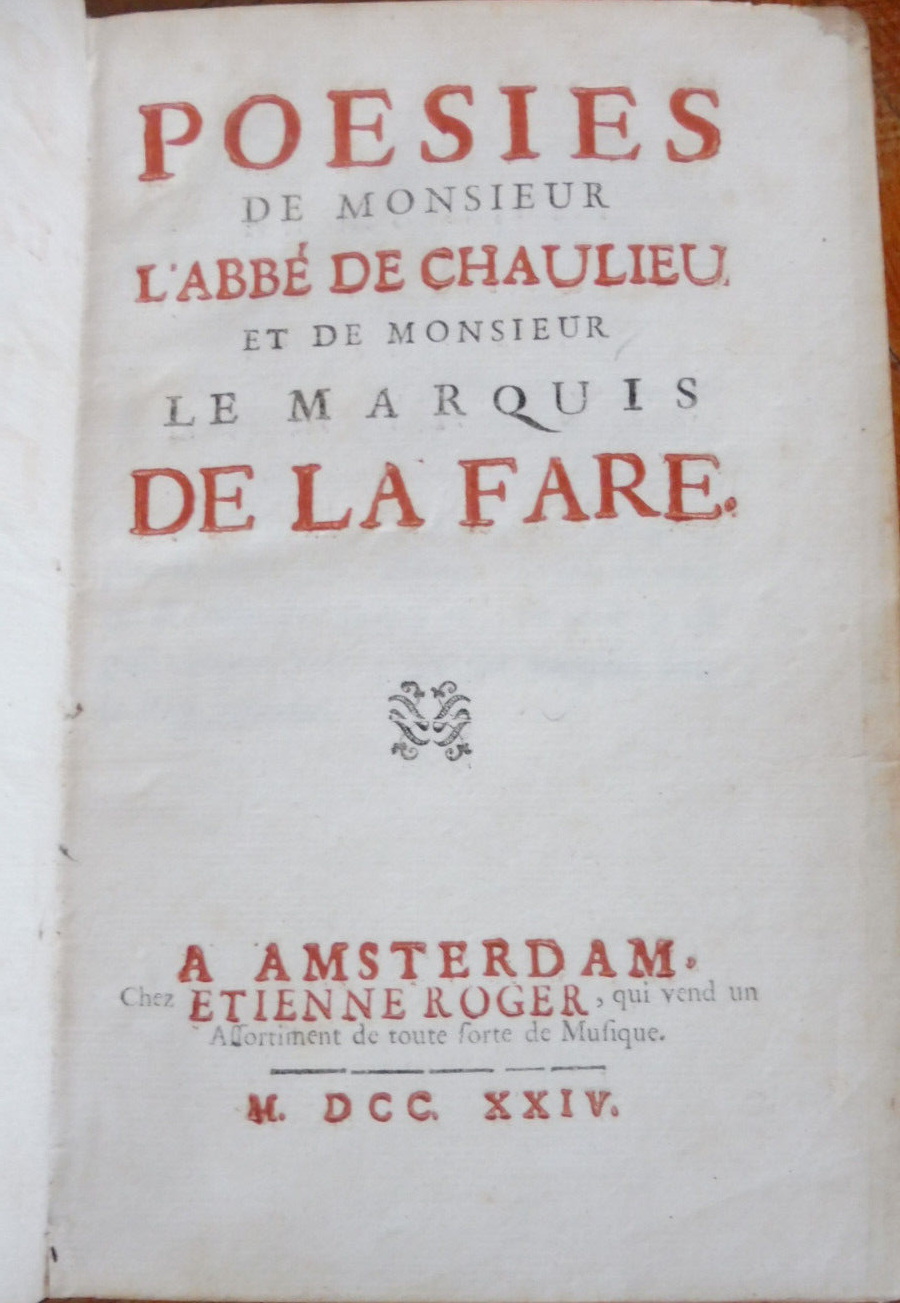 POESIES
DE MONSIEUR
L'ABBÉ DE CHAULIEU,
ET DE MONSIEUR
LE MARQUIS
DE LA FARE.
A AMSTERDAM,
Chez ETIENNE ROGER, qui vend un
Aſſortiment de toute ſorte de Muſique.
M. DCC. XXIV.